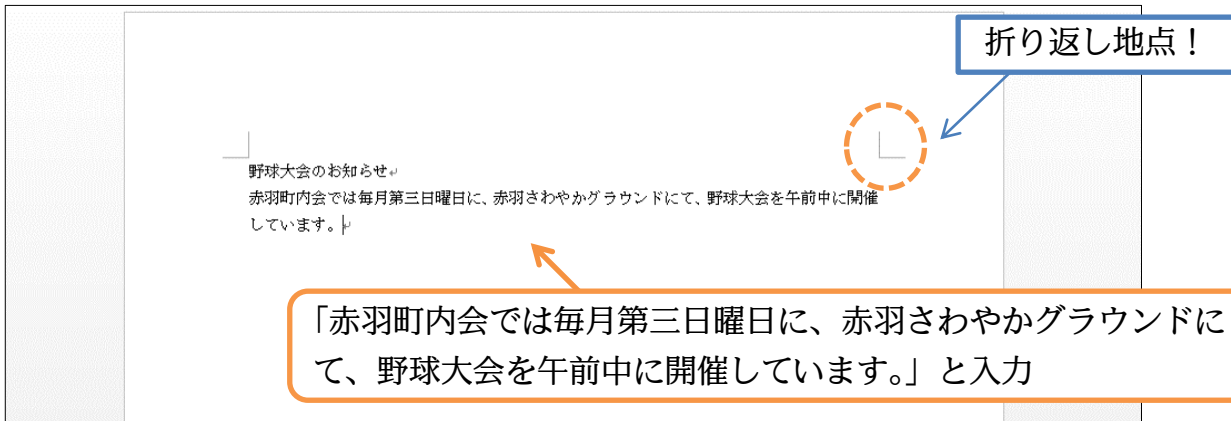 折り返し地点！
野球大会のお知らせ
赤羽町内会では毎月第三日曜日に、赤羽さわやかグラウンドにて、野球大会を午前中に開催
しています。
「赤羽町内会では毎月第三日曜日に、赤羽さわやかグラウンドに
て、野球大会を午前中に開催しています。」と入力